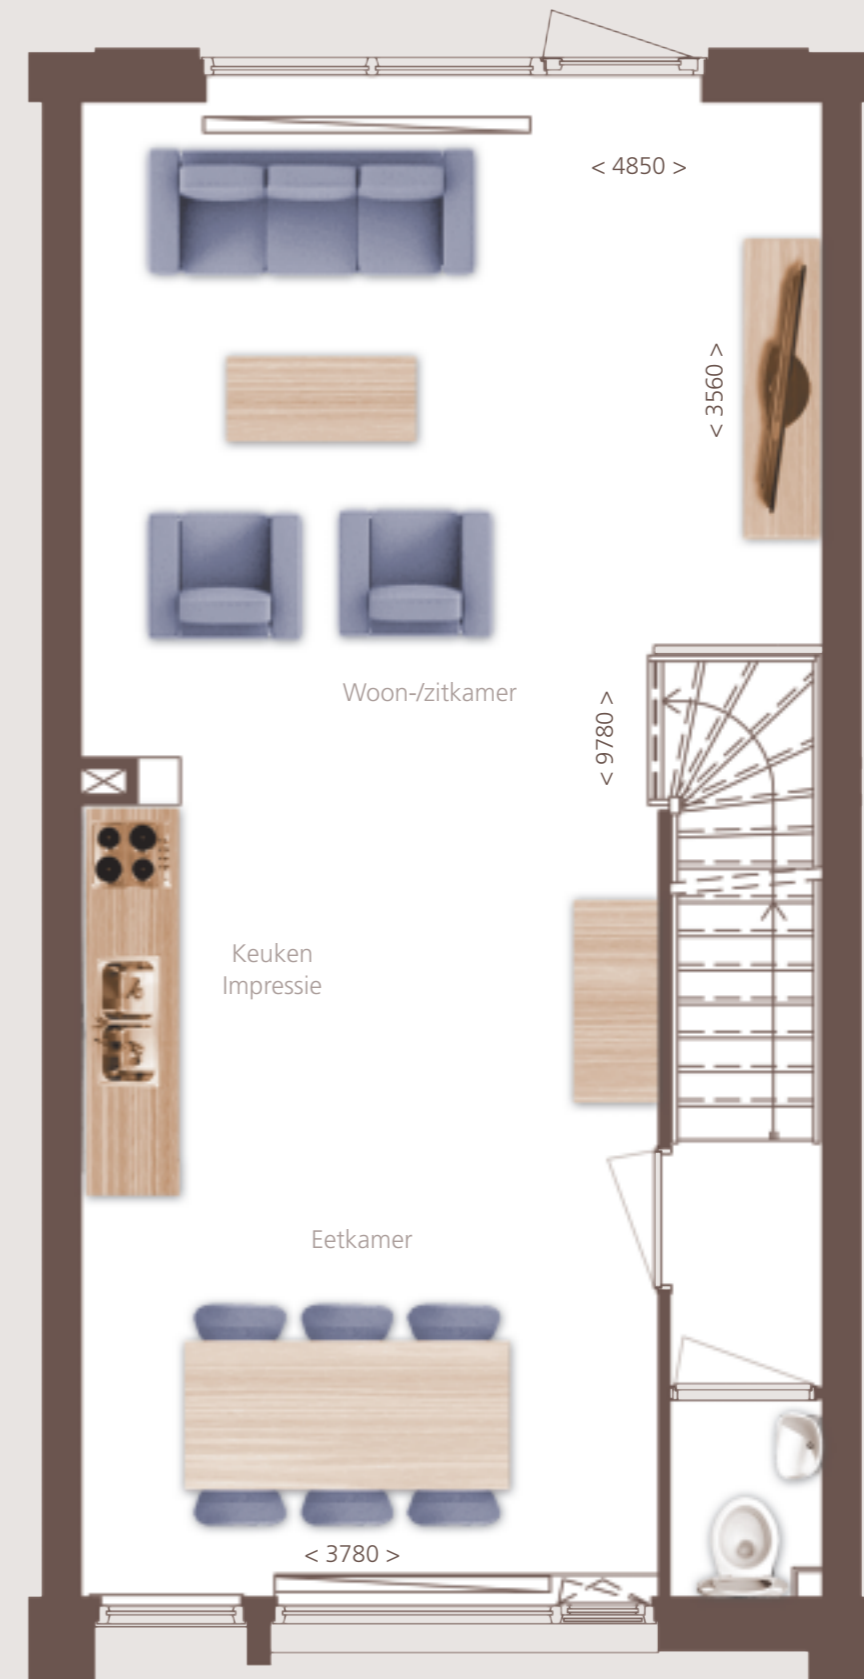 < 4850 >
< 3560 >
Woon-/zitkamer
< 9780 >
Keuken
Impressie
Eetkamer
< 3780 >